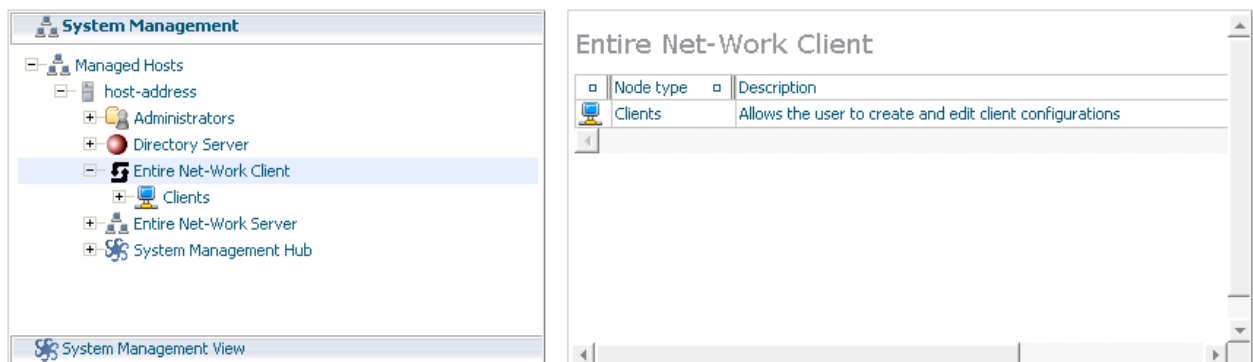 System Management
Managed Hosts
host-address
Administrators
Directory Server
Entire Net-Work Client
Clients
Entire Net-Work Server
System Management Hub
System Management View
Entire Net-Work Client
Node type Description
Clients Allows the user to create and edit client configurations